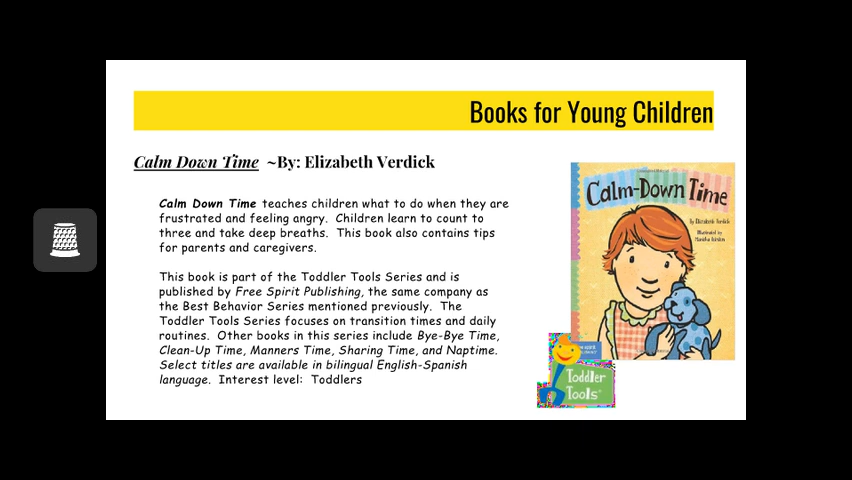 Books for Young Children
Calm Down Time ~By: Elizabeth Verdick
Calm Down Time teaches children what to do when they are
frustrated and feeling angry. Children learn to count to
three and take deep breaths. This book also contains tips
for parents and caregivers.
This book is part of the Toddler Tools Series and is
published by Free Spirit Publishing, the same company as
the Best Behavior Series mentioned previously. The
Toddler Tools Series focuses on transition times and daily
routines. Other books in this series include Bye-Bye Time,
Clean-Up Time, Manners Time, Sharing Time, and Naptime.
Select titles are available in bilingual English-Spanish
language. Interest level: Toddlers
Calm-Down Time
by Elizabeth Verdick
Illustrated by
Toddler
Tools